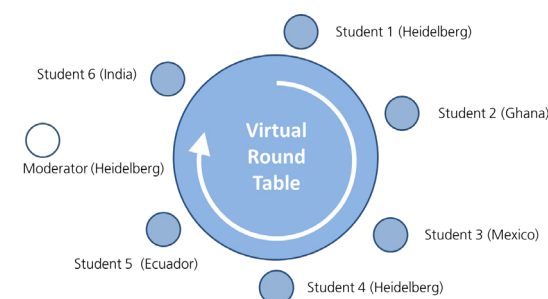 Student 1 (Heidelberg)
Student 6 (India)
Student 2 (Ghana)
Virtual
Round
Table
Moderator (Heidelberg)
Student 3 (Mexico)
Student 5 (Ecuador)
Student 4 (Heidelberg)